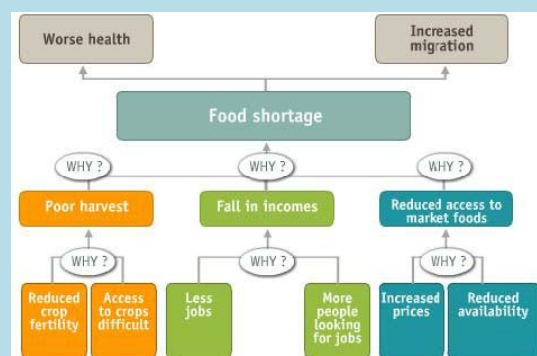 Worse health
Increased
migration
Food shortage
WHY ?
WHY ?
WHY ?
Poor harvest
Fall in incomes
Reduced access to
market foods
WHY ?
WHY ?
WHY ?
Reduced
crop
fertility
Access
to crops
difficult
Less
jobs
More
people
looking
for jobs
Increased
prices
Reduced
availability